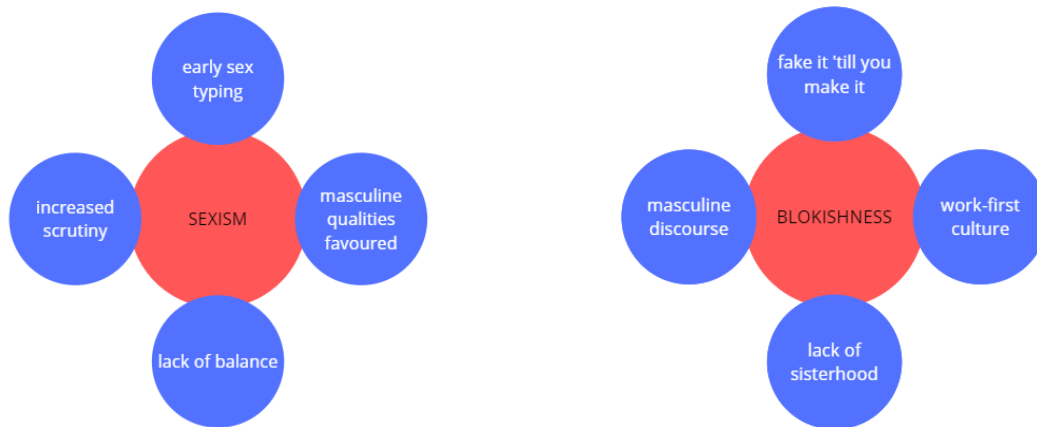 early sex
typing
increased
scrutiny
SEXISM
masculine
qualities
favoured
lack of balance
fake it 'till you
make it
masculine
discourse
BLOKISHNESS
work-first
culture
lack of
sisterhood